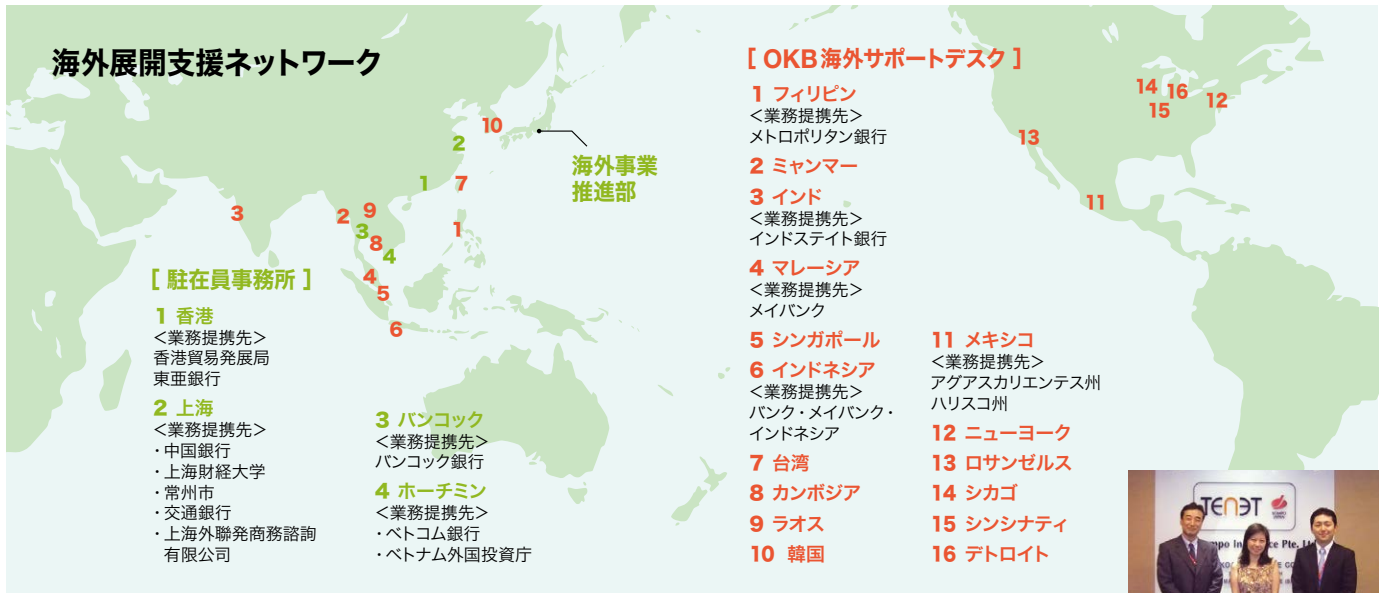 海外展開支援ネットワーク
10
2
1
7
3
2
9
3
1
8
4
4
5
6
海外事業
推進部
[ 駐在員事務所 ]
1 香港
<業務提携先>
香港貿易発展局
東亜銀行
2 上海
<業務提携先>
・中国銀行
・上海財経大学
・常州市
・交通銀行
・上海外聯発商務諮詢
有限公司
3 バンコック
<業務提携先>
バンコック銀行
4 ホーチミン
<業務提携先>
・ベトコム銀行
・ベトナム外国投資庁
[ OKB海外サポートデスク ]
1 フィリピン
<業務提携先>
メトロポリタン銀行
2 ミャンマー
3 インド
<業務提携先>
インドステイト銀行
4 マレーシア
<業務提携先>
メイバンク
5 シンガポール
6 インドネシア
<業務提携先>
バンク・メイバンク・
インドネシア
7 台湾
8 カンボジア
9 ラオス
10 韓国
11 メキシコ
<業務提携先>
アグアスカリエンテス州
ハリスコ州
12 ニューヨーク
13 ロサンゼルス
14 シカゴ
15 シンシナティ
16 デトロイト
14
16
12
15
13
11
TENET